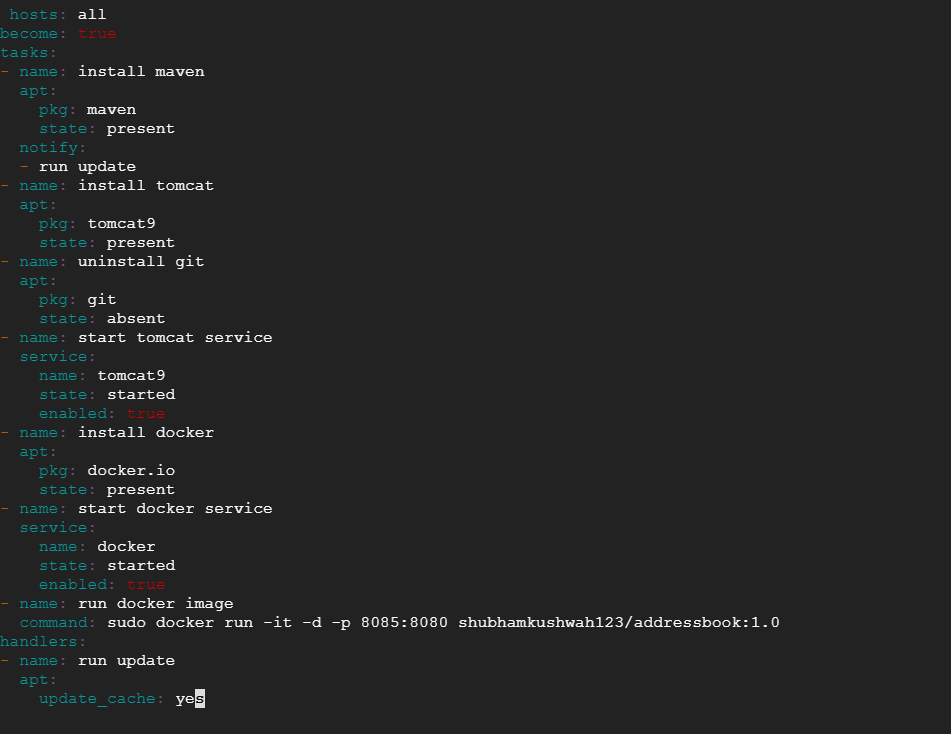 hosts: all
become: true
tasks:
- name: install maven
  apt:
    pkg: maven
    state: present
  notify:
  - run update
- name: install tomcat
  apt:
    pkg: tomcat9
    state: present
- name: uninstall git
  apt:
    pkg: git
    state: absent
- name: start tomcat service
  service:
    name: tomcat9
    state: started
    enabled: true
- name: install docker
  apt:
    pkg: docker.io
    state: present
- name: start docker service
  service:
    name: docker
    state: started
    enabled: true
- name: run docker image
  command: sudo docker run -it -d -p 8085:8080 shubhamkushwah123/addressbook:1.0
handlers:
- name: run update
  apt:
    update_cache: yes